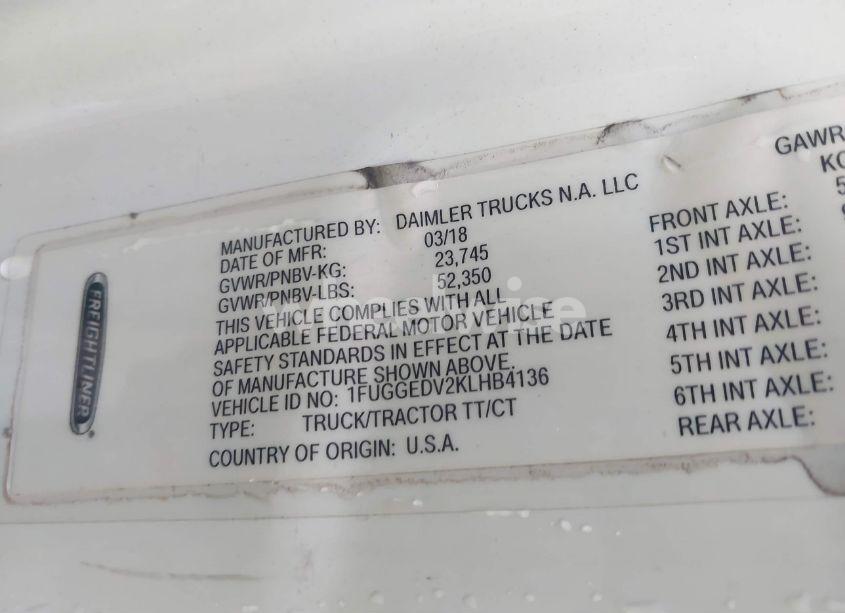 FREIGHTLINER
MANUFACTURED BY: DAIMLER TRUCKS N.A. LLC
DATE OF MFR: 03/18
GVWR/PNBV-KG: 23,745
GVWR/PNBV-LBS: 52,350
THIS VEHICLE COMPLIES WITH ALL
APPLICABLE FEDERAL MOTOR VEHICLE
SAFETY STANDARDS IN EFFECT AT THE DATE
OF MANUFACTURE SHOWN ABOVE.
VEHICLE ID NO: 1FUGGEDV2KLHB4136
TYPE: TRUCK/TRACTOR TT/CT
COUNTRY OF ORIGIN: U.S.A.
GAWR
FRONT AXLE:
1ST INT AXLE:
2ND INT AXLE:
3RD INT AXLE:
4TH INT AXLE:
5TH INT AXLE:
6TH INT AXLE:
REAR AXLE: